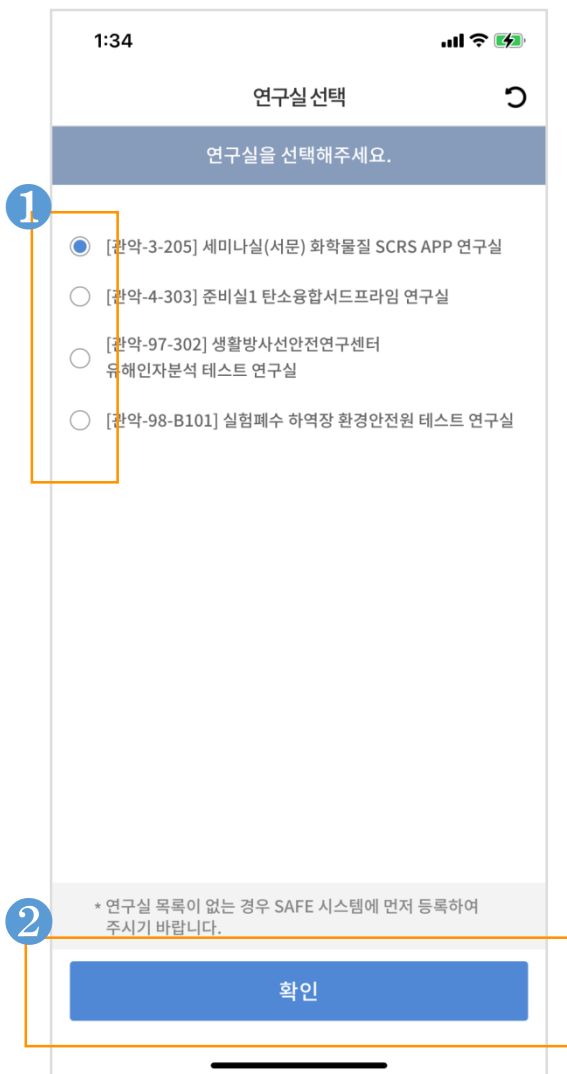 1:34
연구실 선택
연구실을 선택해주세요.
1
[관악-3-205] 세미나실(서문) 화학물질 SCRS APP 연구실
[관악-4-303] 준비실1 탄소융합서드프라임 연구실
[관악-97-302] 생활방사선안전연구센터
유해인자분석 테스트 연구실
[관악-98-B101] 실험폐수 하역장 환경안전원 테스트 연구실
2
* 연구실 목록이 없는 경우 SAFE 시스템에 먼저 등록하여
주시기 바랍니다.
확인